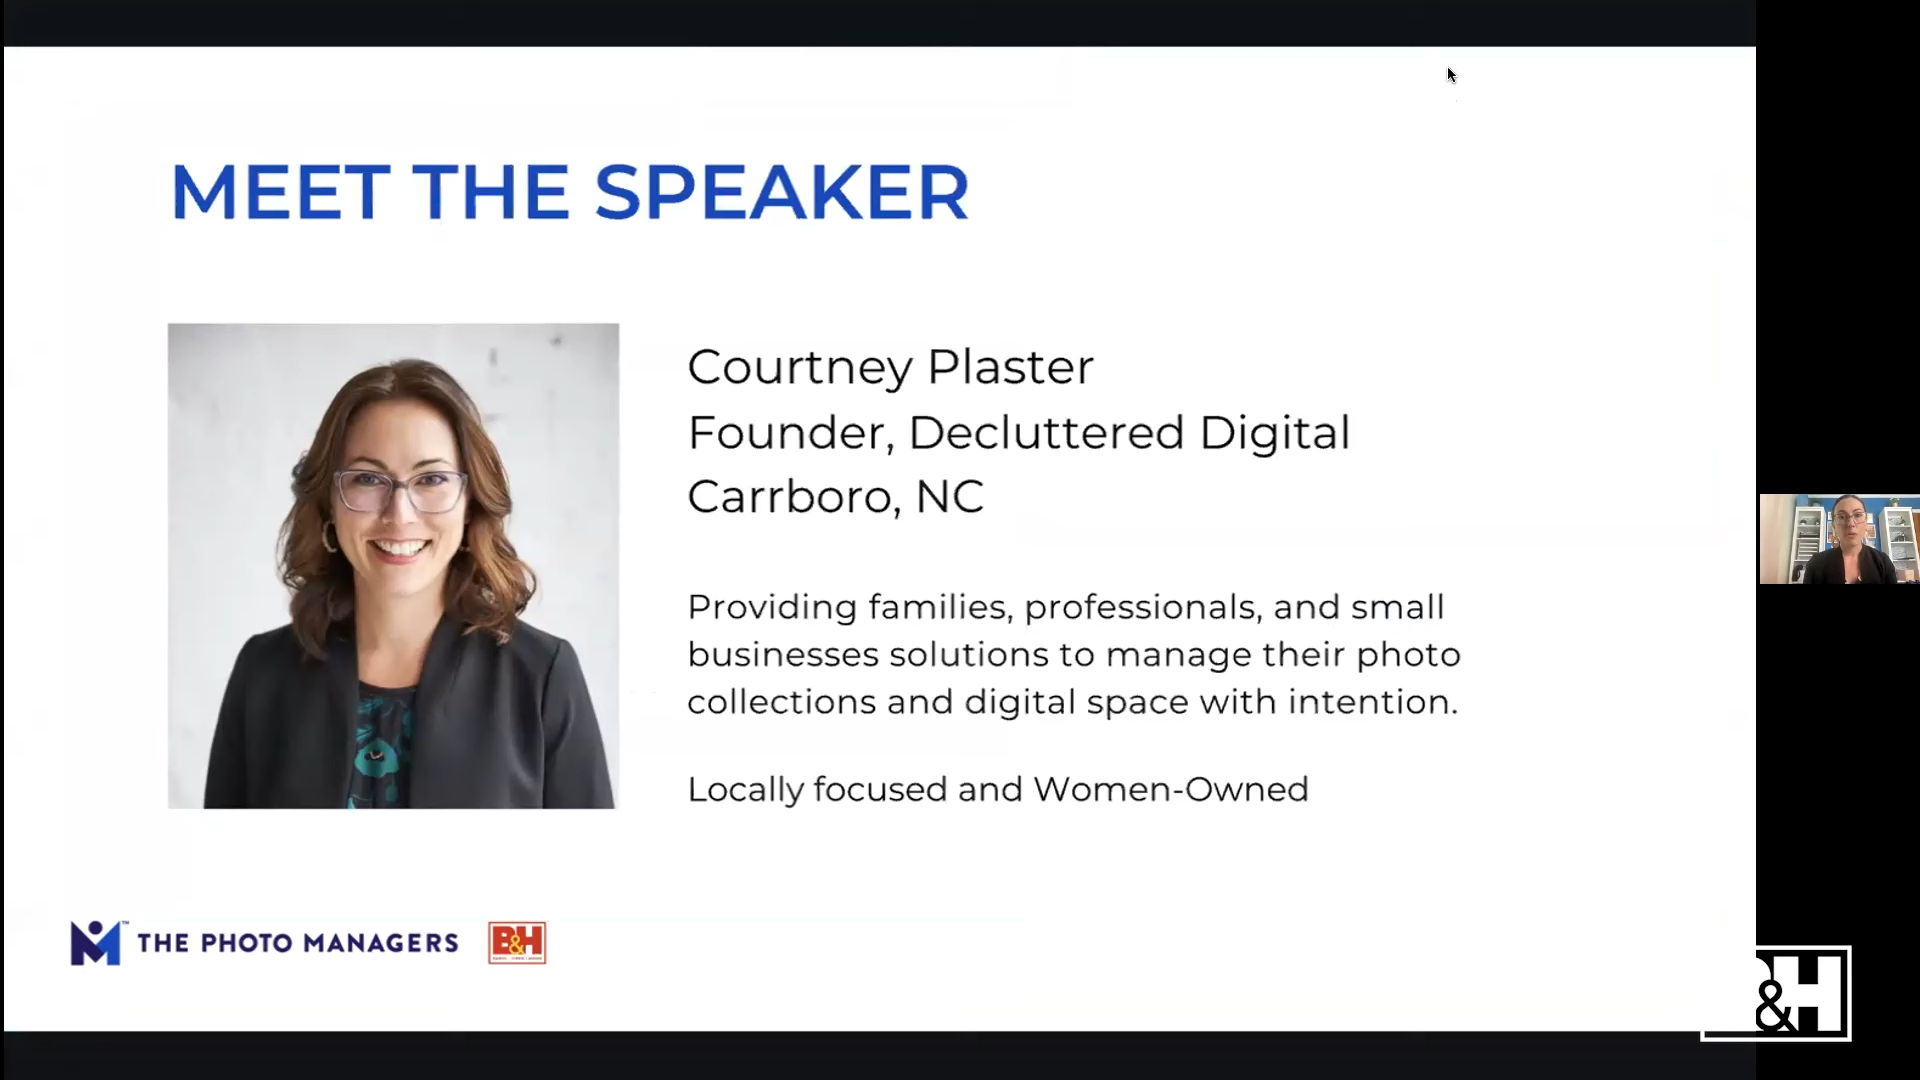 MEET THE SPEAKER
Courtney Plaster
Founder, Decluttered Digital
Carrboro, NC
Providing families, professionals, and small
businesses solutions to manage their photo
collections and digital space with intention.
Locally focused and Women-Owned
THE PHOTO MANAGERS
B&H
&H